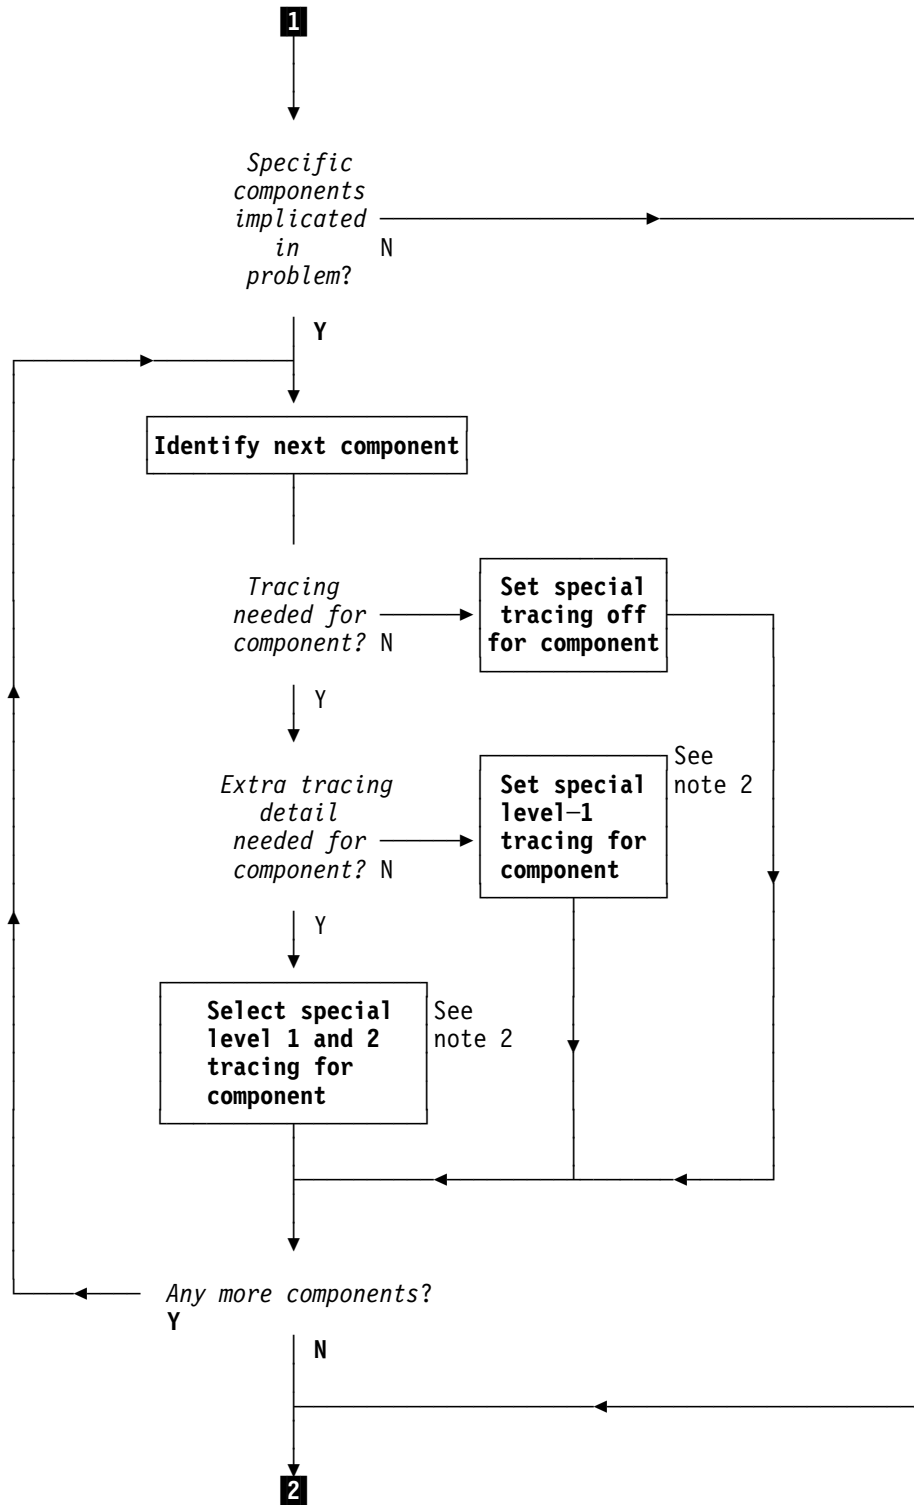 1
Specific
components
implicated
in N
problem?
Y
Identify next component
Tracing
needed for
component? N
Set special
tracing off
for component
Y
Extra tracing
detail
needed for
component? N
Set special
level—1
tracing for
component
See
note 2
Y
Select special
level 1 and 2
tracing for
component
See
note 2
Any more components?
Y
N
2